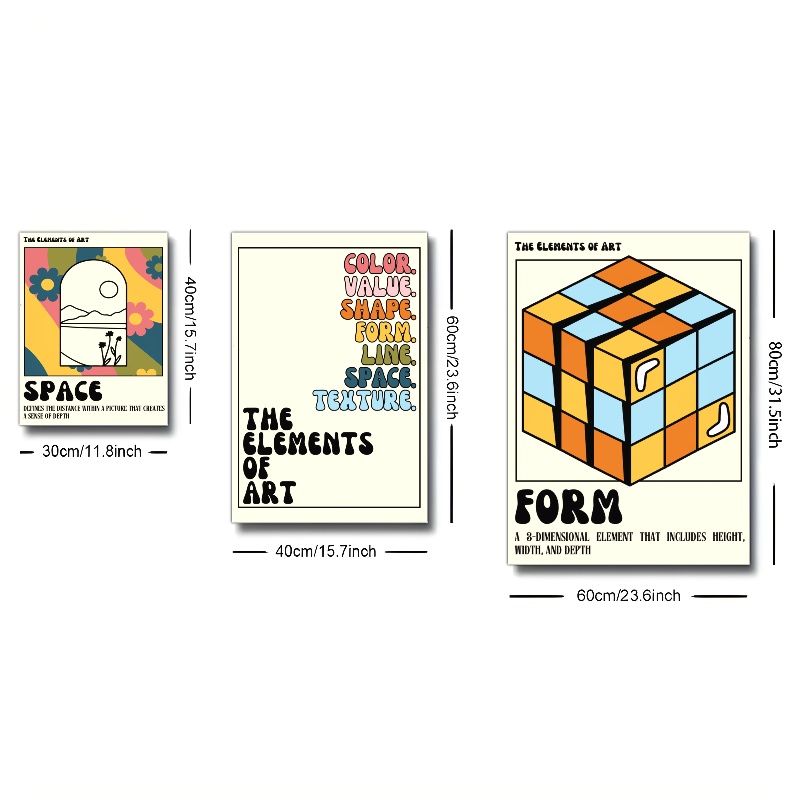 The Elements of Art
SPACE
DEFINES THE DISTANCE WITHIN A PICTURE THAT CREATES
A SENSE OF DEPTH
40cm/15.7inch
30cm/11.8inch
COLOR.
VALUE.
SHAPE.
FORM.
LINE.
SPACE.
TEXTURE.
THE
ELEMENTS
OF
ART
60cm/23.6inch
40cm/15.7inch
The Elements of Art
FORM
A 3-DIMENSIONAL ELEMENT THAT INCLUDES HEIGHT,
WIDTH, AND DEPTH
80cm/31.5inch
60cm/23.6inch